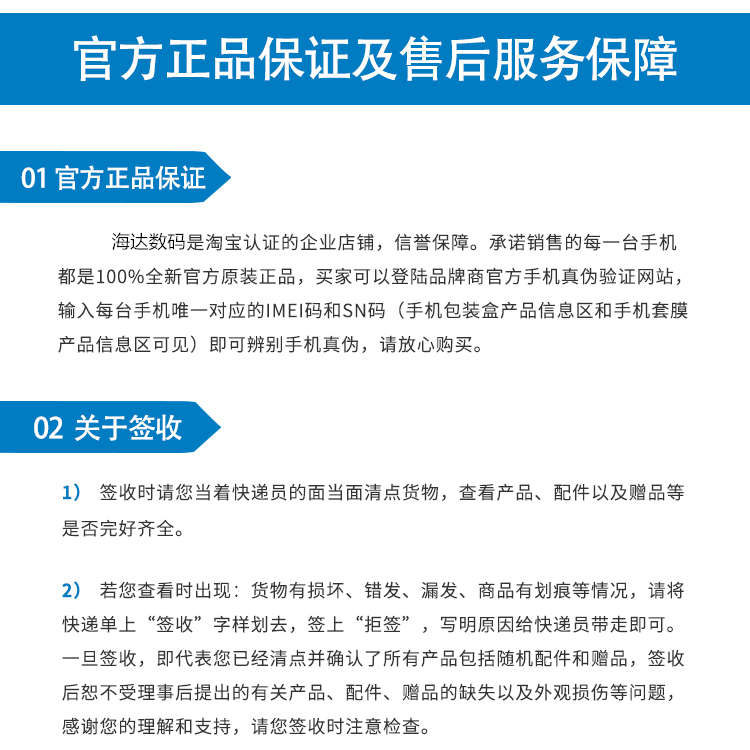 官方正品保证及售后服务保障
01 官方正品保证
海达数码是淘宝认证的企业店铺，信誉保障。承诺销售的每一台手机
都是100%全新官方原装正品，买家可以登陆品牌商官方手机真伪验证网站，
输入每台手机唯一对应的IMEI码和SN码（手机包装盒产品信息区和手机套膜
产品信息区可见）即可辨别手机真伪，请放心购买。
02 关于签收
1） 签收时请您当着快递员的面当面清点货物，查看产品、配件以及赠品等
是否完好齐全。
2） 若您查看时出现：货物有损坏、错发、漏发、商品有划痕等情况，请将
快递单上“签收”字样划去，签上“拒签”，写明原因给快递员带走即可。
一旦签收，即代表您已经清点并确认了所有产品包括随机配件和赠品，签收
后恕不受理事后提出的有关产品、配件、赠品的缺失以及外观损伤等问题，
感谢您的理解和支持，请您签收时注意检查。